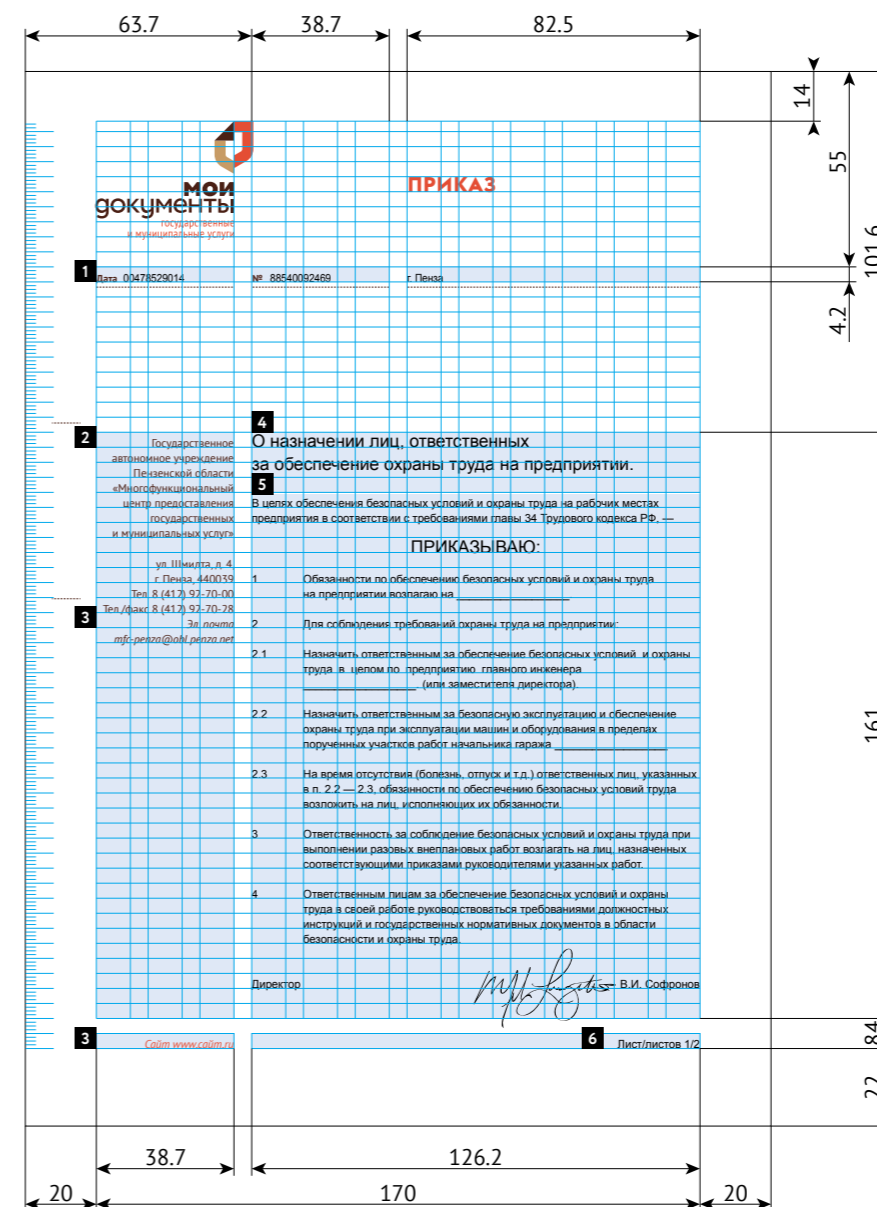 63.7 38.7 82.5
14
55
101.6
4.2
мои
документы
государственные
и муниципальные услуги
ПРИКАЗ
1
Дата 00478529014 № 88540092469 г. Пенза
2
Государственное
автономное учреждение
Пензенской области
«Многофункциональный
центр предоставления
государственных
и муниципальных услуг»
ул. Шмидта, д. 4,
г. Пенза, 440039
Тел. 8 (412) 92-70-00
Тел./факс 8 (412) 92-70-28
3
Эл. почта
mfc-penza@obl.penza.net
4
О назначении лиц, ответственных
за обеспечение охраны труда на предприятии.
5
В целях обеспечения безопасных условий и охраны труда на рабочих местах
предприятия в соответствии с требованиями главы 34 Трудового кодекса РФ, —
ПРИКАЗЫВАЮ:
1 Обязанности по обеспечению безопасных условий и охраны труда
на предприятии возлагаю на ___________________
2 Для соблюдения требований охраны труда на предприятии:
2.1 Назначить ответственным за обеспечение безопасных условий и охраны
труда в целом по предприятию главного инженера
___________________ (или заместителя директора).
2.2 Назначить ответственным за безопасную эксплуатацию и обеспечение
охраны труда при эксплуатации машин и оборудования в пределах
порученных участков работ начальника гаража ___________________
2.3 На время отсутствия (болезнь, отпуск и т.д.) ответственных лиц, указанных
в п. 2.2 — 2.3, обязанности по обеспечению безопасных условий труда
возложить на лиц, исполняющих их обязанности.
3 Ответственность за соблюдение безопасных условий и охраны труда при
выполнении разовых внеплановых работ возлагать на лиц, назначенных
соответствующими приказами руководителями указанных работ.
4 Ответственным лицам за обеспечение безопасных условий и охраны
труда в своей работе руководствоваться требованиями должностных
инструкций и государственных нормативных документов в области
безопасности и охраны труда.
Директор В.И. Софронов
161
3 Сайт www.сайт.ru
6 Лист/листов 1/2
84
22
38.7 126.2
20 170 20